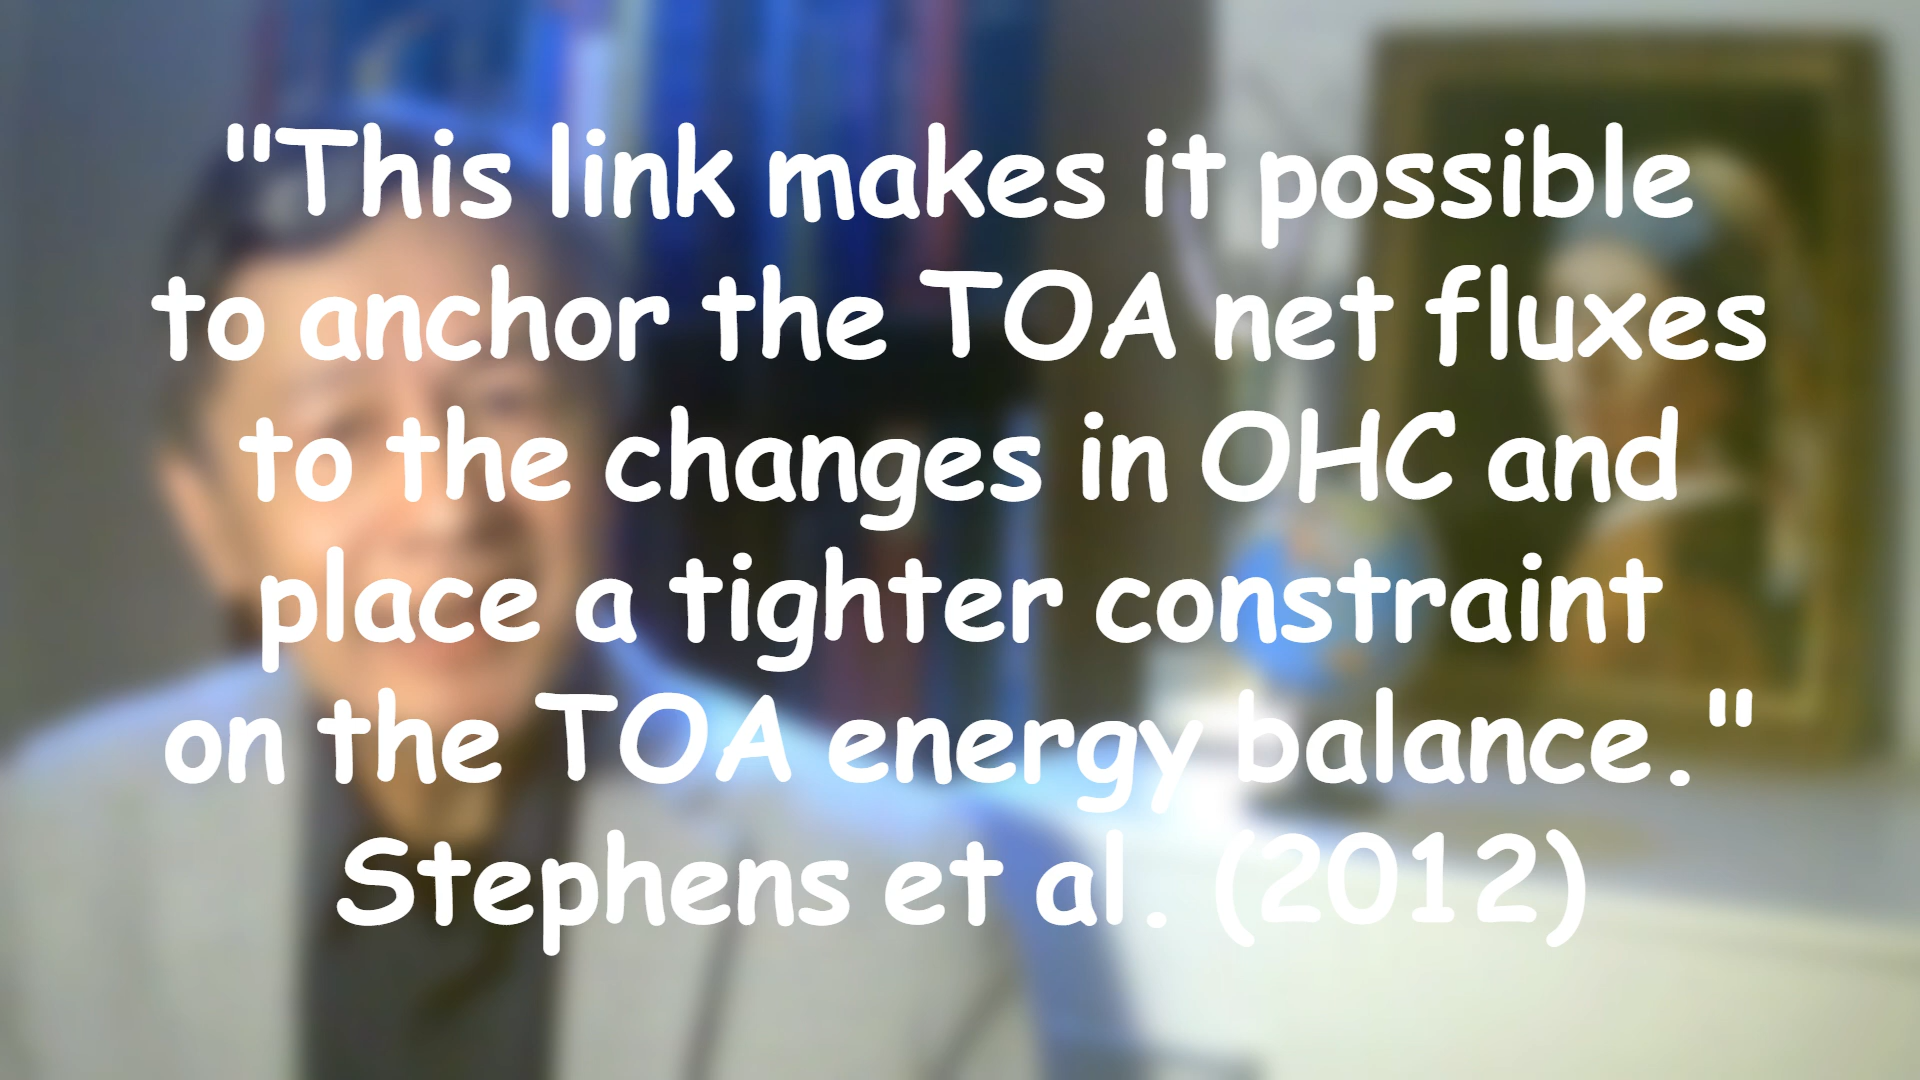 "This link makes it possible
to anchor the TOA net fluxes
to the changes in OHC and
place a tighter constraint
on the TOA energy balance."
Stephens et al. (2012)